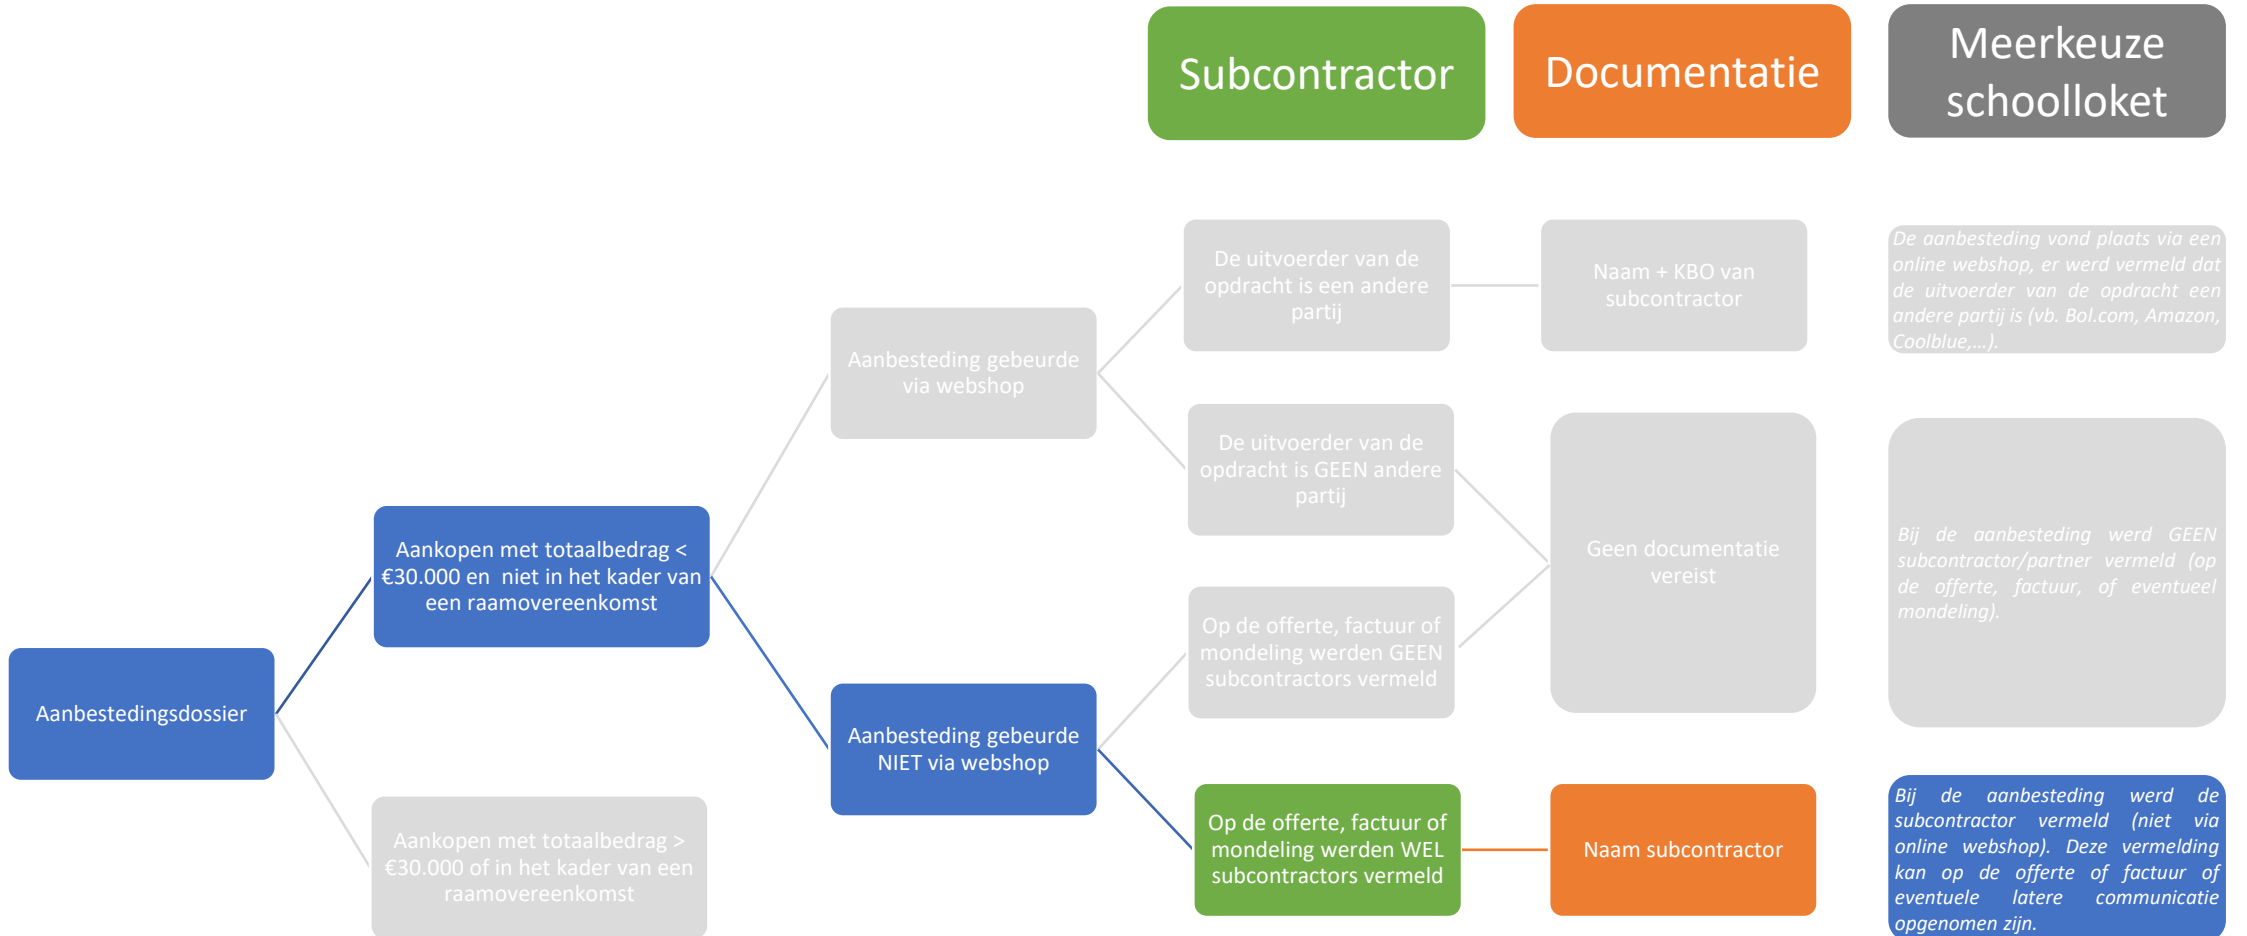 Subcontractor
Documentatie
Meerkeuze
schoolloket
De uitvoerder van de
opdracht is een andere
partij
Naam + KBO van
subcontractor
De aanbesteding vond plaats via een
online webshop, er werd vermeld dat
de uitvoerder van de opdracht een
andere partij is (vb. Bol.com, Amazon,
Coolblue,...).
Aanbesteding gebeurde
via webshop
De uitvoerder van de
opdracht is GEEN andere
partij
Geen documentatie
vereist
Bij de aanbesteding werd GEEN
subcontractor/partner vermeld (op
de offerte, factuur, of eventueel
mondeling).
Aankopen met totaalbedrag <
€30.000 en niet in het kader van
een raamovereenkomst
Op de offerte, factuur of
mondeling werden GEEN
subcontractors vermeld
Aanbestedingsdossier
Aanbesteding gebeurde
NIET via webshop
Aankopen met totaalbedrag >
€30.000 of in het kader van een
raamovereenkomst
Op de offerte, factuur of
mondeling werden WEL
subcontractors vermeld
Naam subcontractor
Bij de aanbesteding werd de
subcontractor vermeld (niet via
online webshop). Deze vermelding
kan op de offerte of factuur of
eventuele latere communicatie
opgenomen zijn.